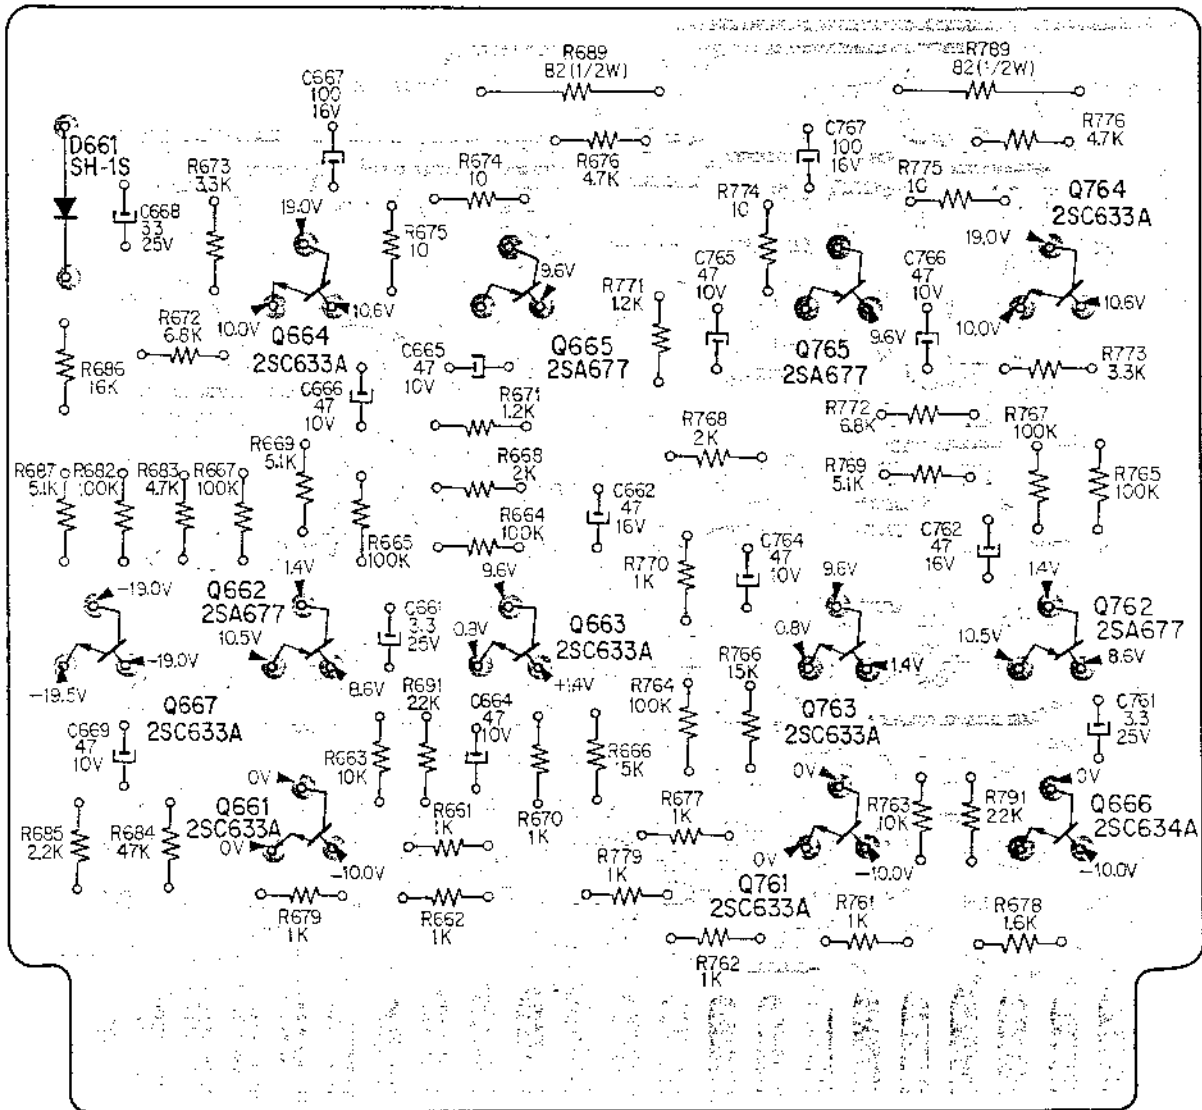 R689
82(1/2W)
R789
82(1/2W)
C667
100
16V
D661
SH-1S
R676
4.7K
C767
100
16V
R776
4.7K
R673
3.3K
R674
10
R775
10
Q764
2SC633A
C668
33
25V
19.0V
R675
10
R774
10
19.0V
9.6V
C765
47
10V
C766
47
10V
R771
1.2K
10.0V
10.6V
9.6V
10.0V
10.6V
R672
6.8K
Q664
2SC633A
C665
47
10V
Q665
2SA677
Q765
2SA677
R773
3.3K
R686
16K
C666
47
10V
R671
1.2K
R768
2K
R772
6.8K
R767
100K
R669
5.1K
R668
2K
R769
5.1K
R765
100K
R687
5.1K
R682
100K
R683
4.7K
R667
100K
C662
47
16V
R664
100K
R665
100K
C762
47
16V
C764
47
10V
R770
1K
-19.0V
Q662
2SA677
1.4V
9.6V
9.6V
1.4V
Q762
2SA677
C661
3.3
25V
Q663
2SC633A
10.5V
0.8V
0.8V
10.5V
-19.0V
8.6V
+1.4V
1.4V
8.6V
-19.5V
R766
15K
Q667
2SC633A
R691
22K
C664
47
10V
R764
100K
Q763
2SC633A
C761
3.3
25V
C669
47
10V
R663
10K
R666
15K
0V
0V
0V
Q661
2SC633A
R661
1K
R670
1K
R677
1K
R763
10K
R791
22K
Q666
2SC634A
R685
2.2K
R684
47K
0V
-10.0V
0V
-10.0V
-10.0V
R779
1K
Q761
2SC633A
R679
1K
R662
1K
R762
1K
R761
1K
R678
1.6K